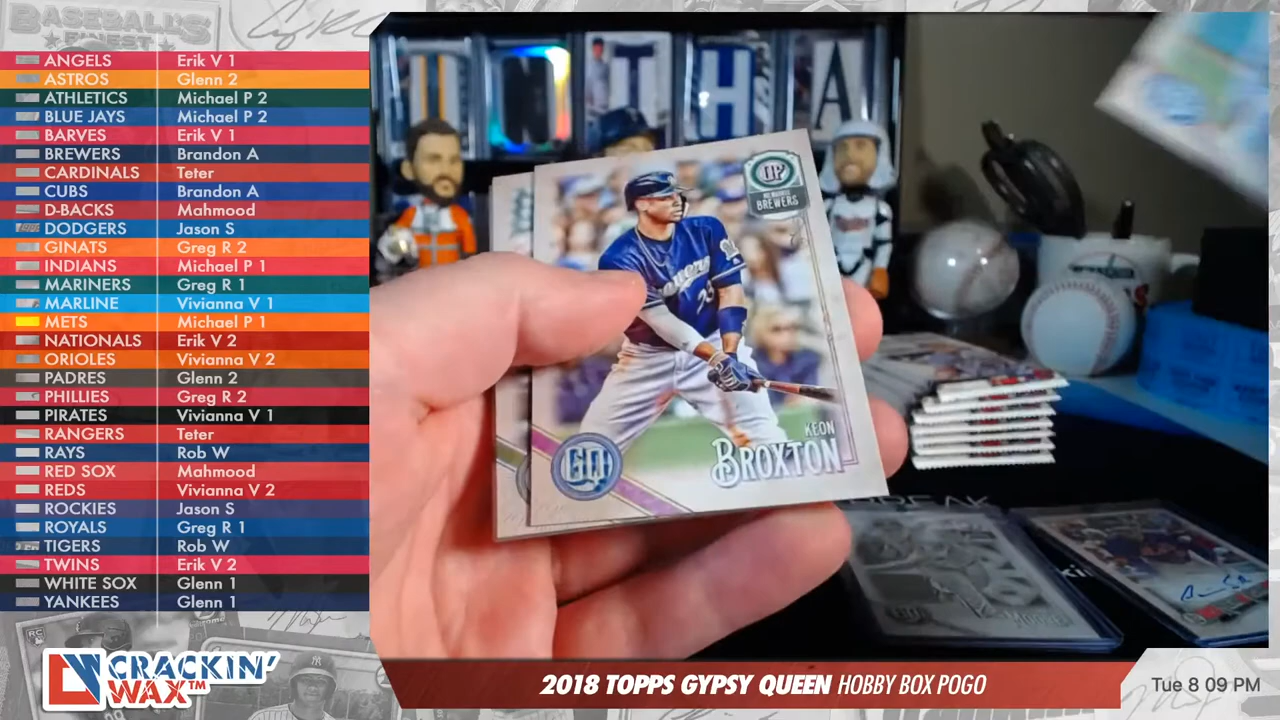 BASEBALL'S
FINEST
ANGELS Erik V 1
ASTROS Glenn 2
ATHLETICS Michael P 2
BLUE JAYS Michael P 2
BARVES Erik V 1
BREWERS Brandon A
CARDINALS Teter
CUBS Brandon A
D-BACKS Mahmood
DODGERS Jason S
GINATS Greg R 2
INDIANS Michael P 1
MARINERS Greg R 1
MARLINE Vivianna V 1
METS Michael P 1
NATIONALS Erik V 2
ORIOLES Vivianna V 2
PADRES Glenn 2
PHILLIES Greg R 2
PIRATES Vivianna V 1
RANGERS Teter
RAYS Rob W
RED SOX Mahmood
REDS Vivianna V 2
ROCKIES Jason S
ROYALS Greg R 1
TIGERS Rob W
TWINS Erik V 2
WHITE SOX Glenn 1
YANKEES Glenn 1
RC
CRACKIN'
WAX™
T H A
BREWERS
KEON
BROXTON
GQ
2018 TOPPS GYPSY QUEEN HOBBY BOX POGO
Tue 8 09 PM